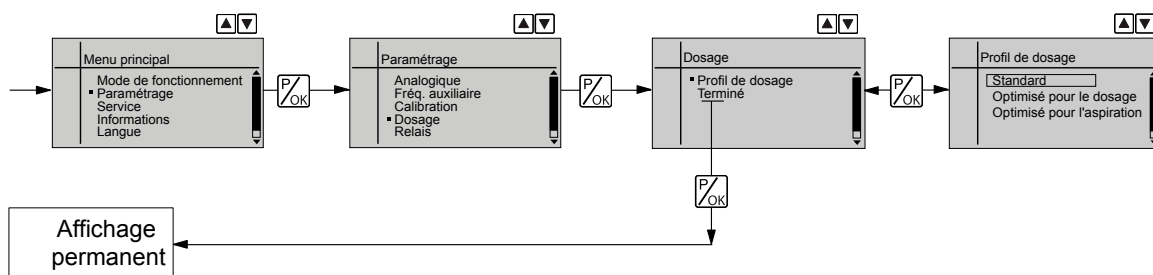 Menu principal
Mode de fonctionnement
Paramétrage
Service
Informations
Langue
P/OK
Paramétrage
Analogique
Fréq. auxiliaire
Calibration
Dosage
Relais
P/OK
Dosage
Profil de dosage
Terminé
P/OK
Profil de dosage
Standard
Optimisé pour le dosage
Optimisé pour l'aspiration
P/OK
Affichage
permanent